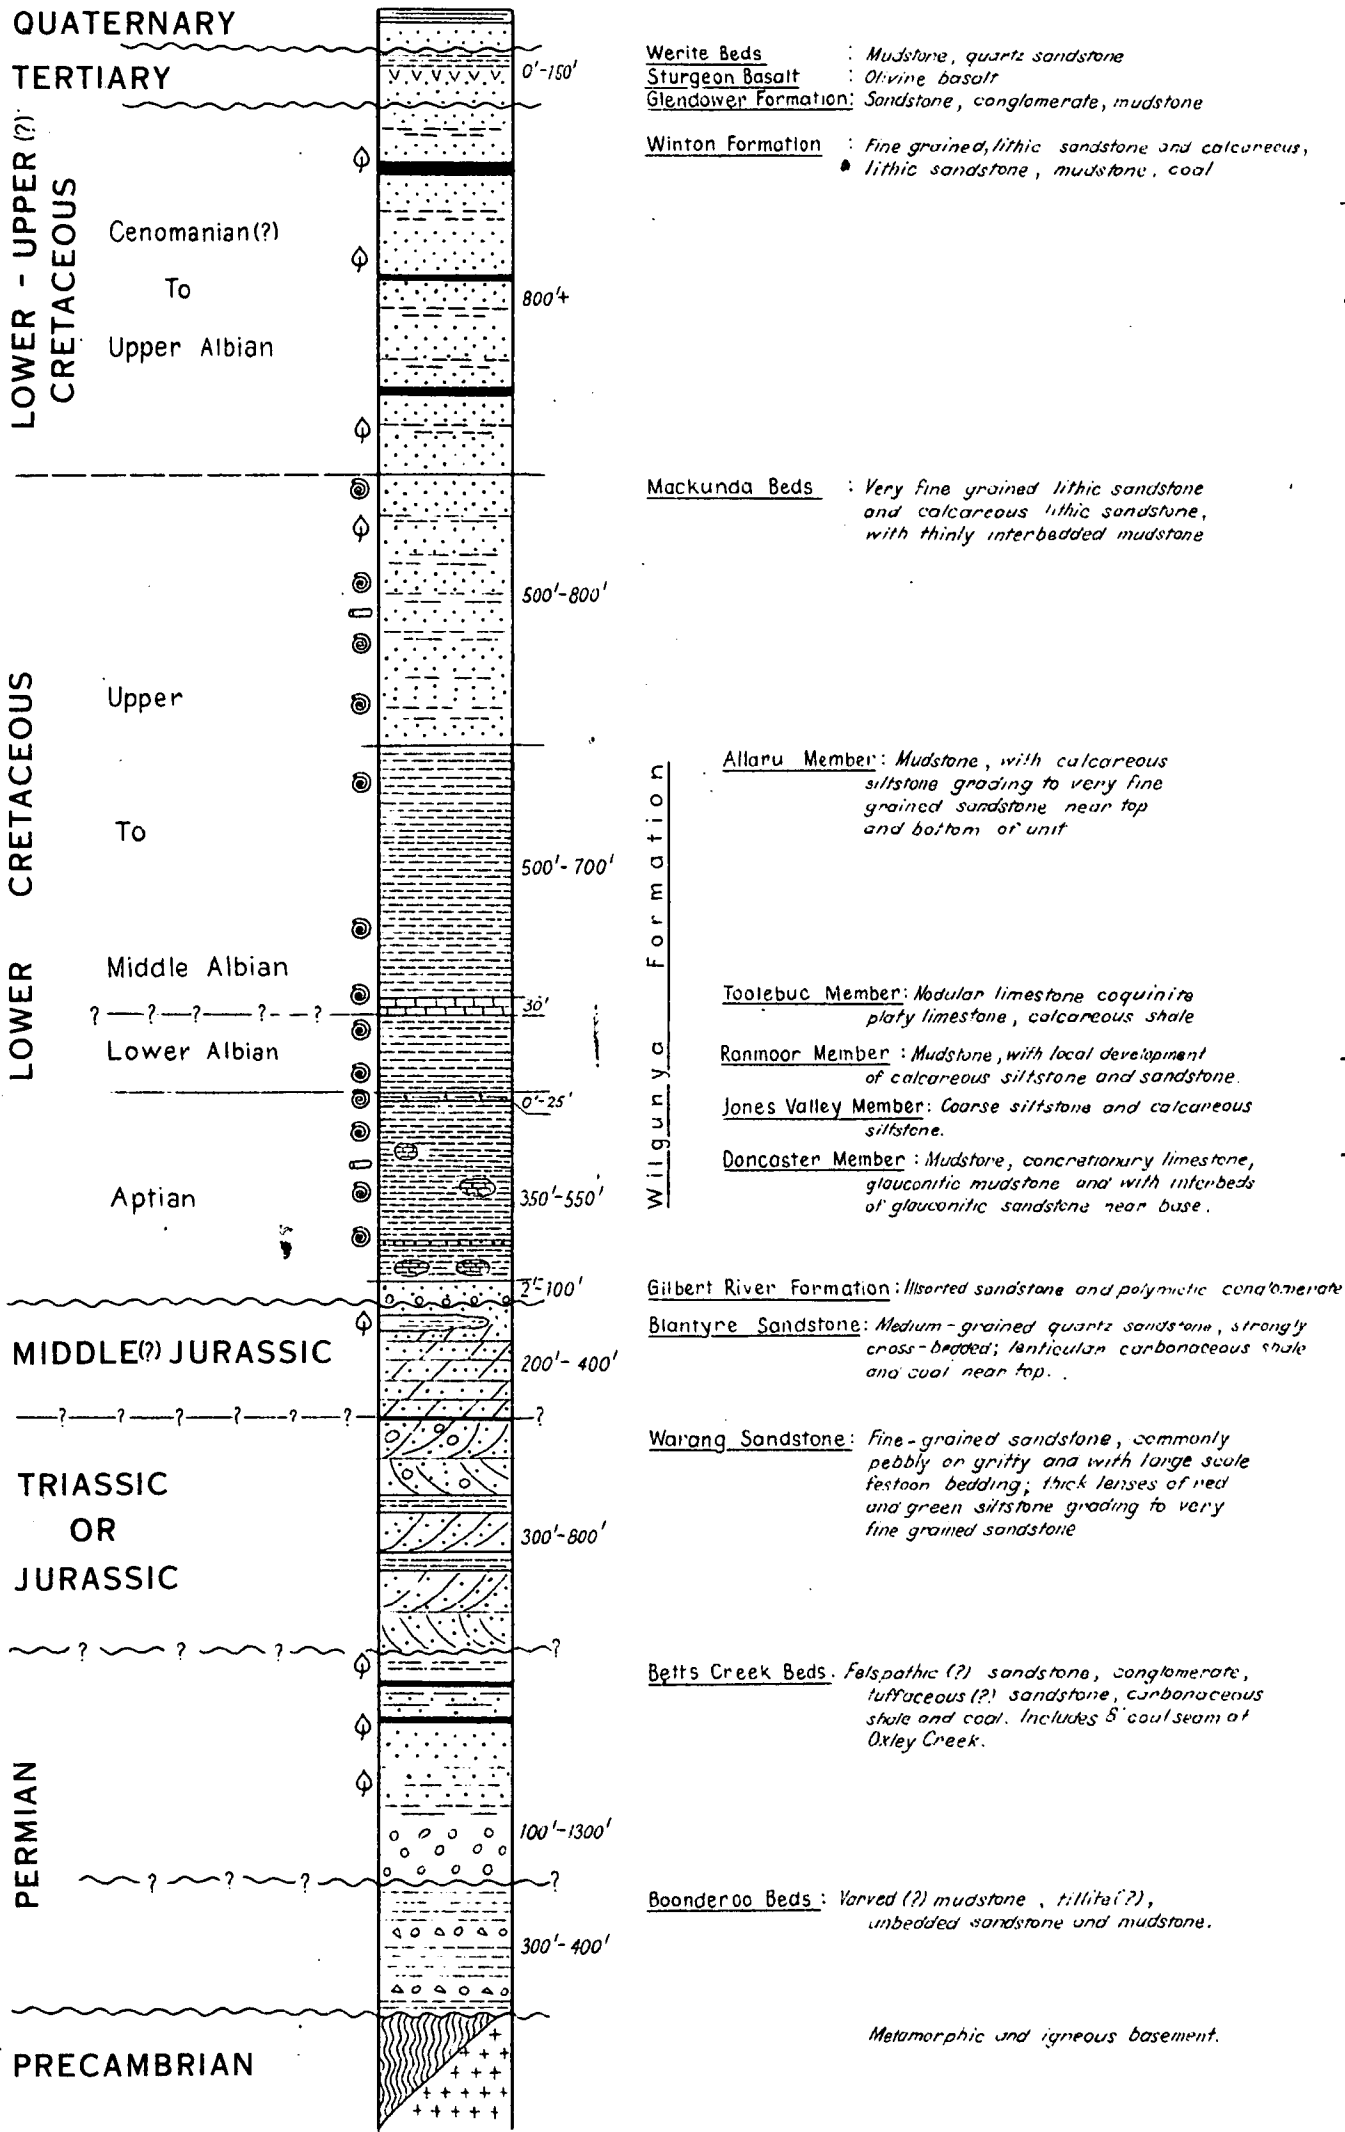 QUATERNARY
TERTIARY
0'-150'
Werite Beds : Mudstone, quartz sandstone
Sturgeon Basalt : Olivine basalt
Glendower Formation: Sandstone, conglomerate, mudstone
LOWER - UPPER (?)
CRETACEOUS
Cenomanian (?)
To
Upper Albian
800'+
Winton Formation : Fine grained, lithic sandstone and calcareous,
lithic sandstone, mudstone, coal
LOWER CRETACEOUS
Upper
To
Middle Albian
? ? ? ? ?
Lower Albian
Aptian
500'-800'
Mackunda Beds : Very fine grained lithic sandstone
and calcareous lithic sandstone,
with thinly interbedded mudstone
Wilgunya Formation
500'-700'
Allaru Member: Mudstone, with calcareous
siltstone grading to very fine
grained sandstone near top
and bottom of unit
30'
Toolebuc Member: Nodular limestone coquinite
platy limestone, calcareous shale
Ranmoor Member : Mudstone, with local development
of calcareous siltstone and sandstone.
0'-25'
Jones Valley Member: Coarse siltstone and calcareous
siltstone.
350'-550'
Doncaster Member : Mudstone, concretionary limestone,
glauconitic mudstone and with interbeds
of glauconitic sandstone near base.
2'-100'
Gilbert River Formation: Illsorted sandstone and polymictic conglomerate
MIDDLE(?) JURASSIC
200'-400'
Blantyre Sandstone: Medium-grained quartz sandstone, strongly
cross-bedded; lenticular carbonaceous shale
and coal near top.
? ? ? ? ? ? ?
TRIASSIC
OR
JURASSIC
300'-800'
Warang Sandstone: Fine-grained sandstone, commonly
pebbly or gritty and with large scale
festoon bedding; thick lenses of red
and green siltstone grading to very
fine grained sandstone
? ? ? ?
PERMIAN
100'-1300'
Betts Creek Beds. Felspathic (?) sandstone, conglomerate,
tuffaceous (?) sandstone, carbonaceous
shale and coal. Includes 8' coal seam at
Oxley Creek.
? ? ? ?
300'-400'
Boonderoo Beds : Varved (?) mudstone, tillite (?),
unbedded sandstone and mudstone.
PRECAMBRIAN
Metamorphic and igneous basement.